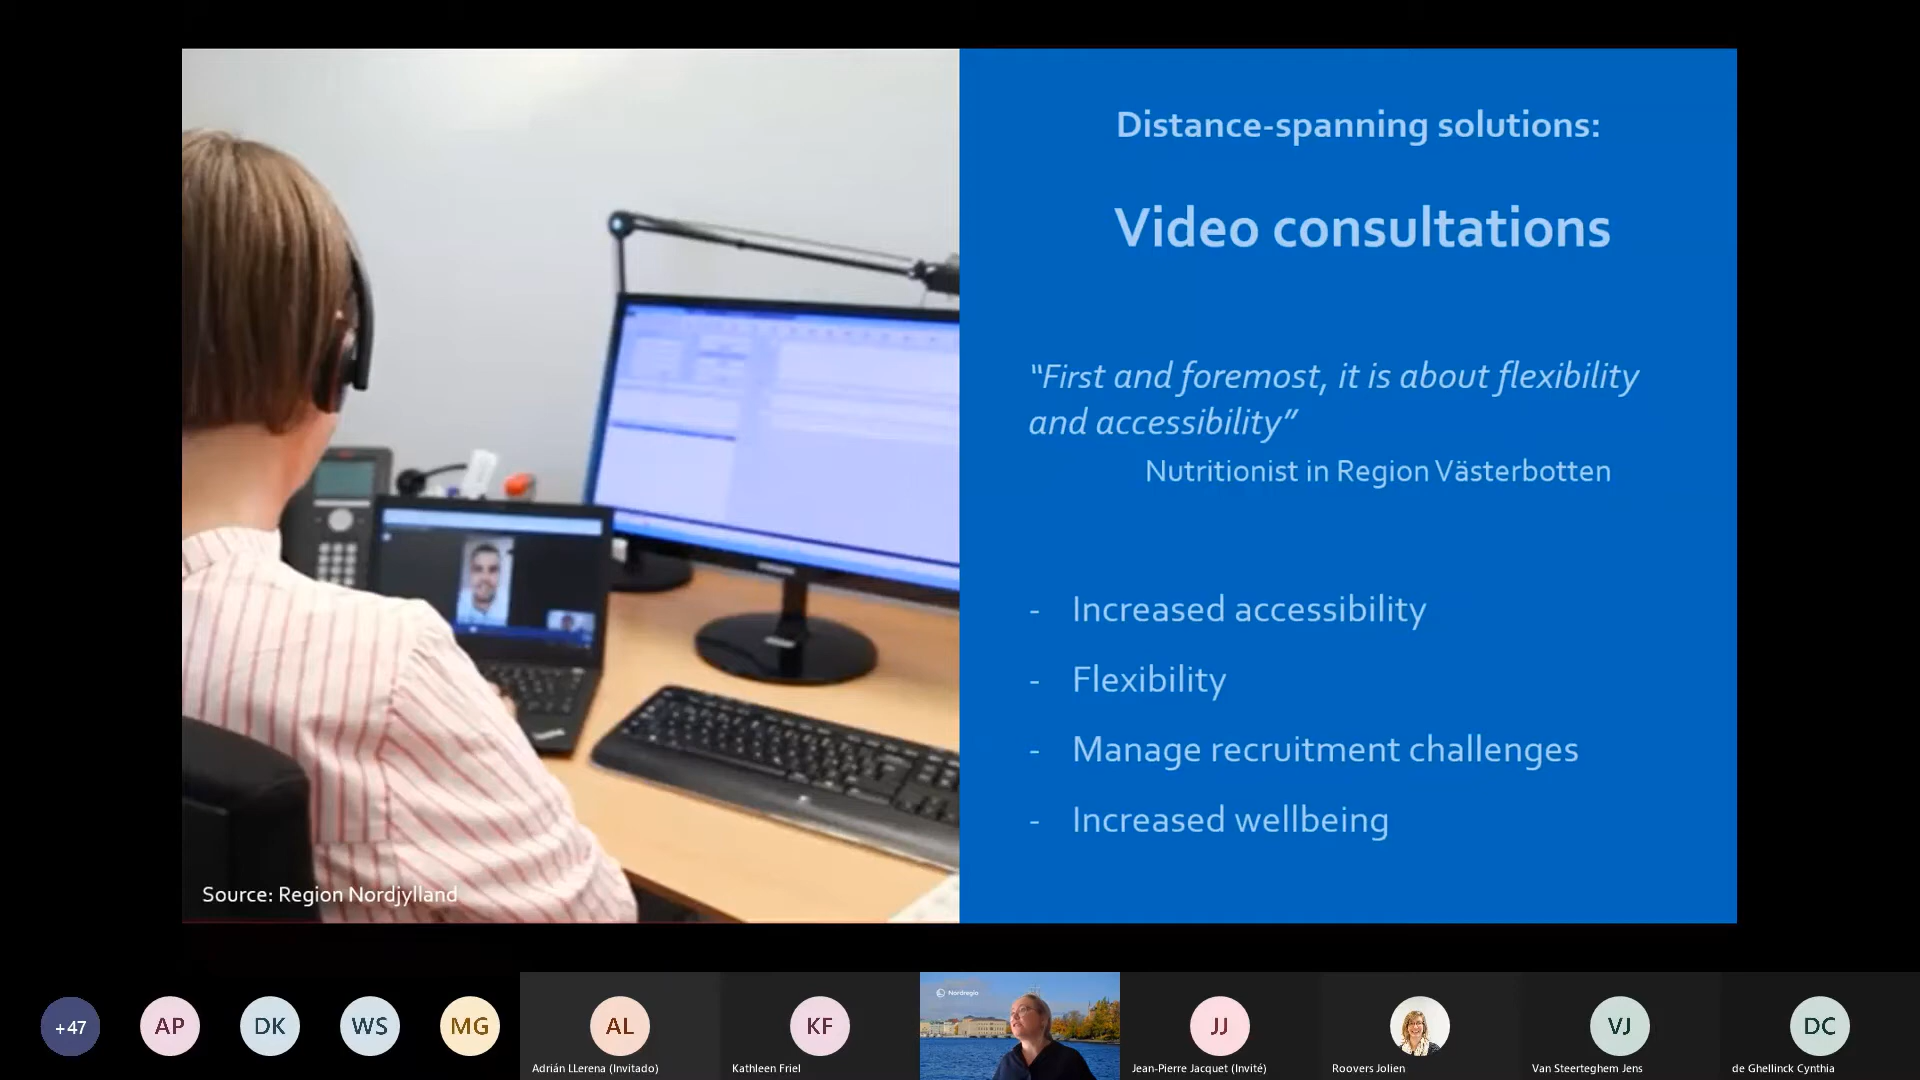 Distance-spanning solutions:
Video consultations
“First and foremost, it is about flexibility
and accessibility”
Nutritionist in Region Västerbotten
- Increased accessibility
- Flexibility
- Manage recruitment challenges
- Increased wellbeing
Source: Region Nordjylland
+47
AP
DK
WS
MG
AL
Adrián LLerena (Invitado)
KF
Kathleen Friel
Nordregio
JJ
Jean-Pierre Jacquet (Invité)
Roovers Jolien
VJ
Van Steerteghem Jens
DC
de Ghellinck Cynthia